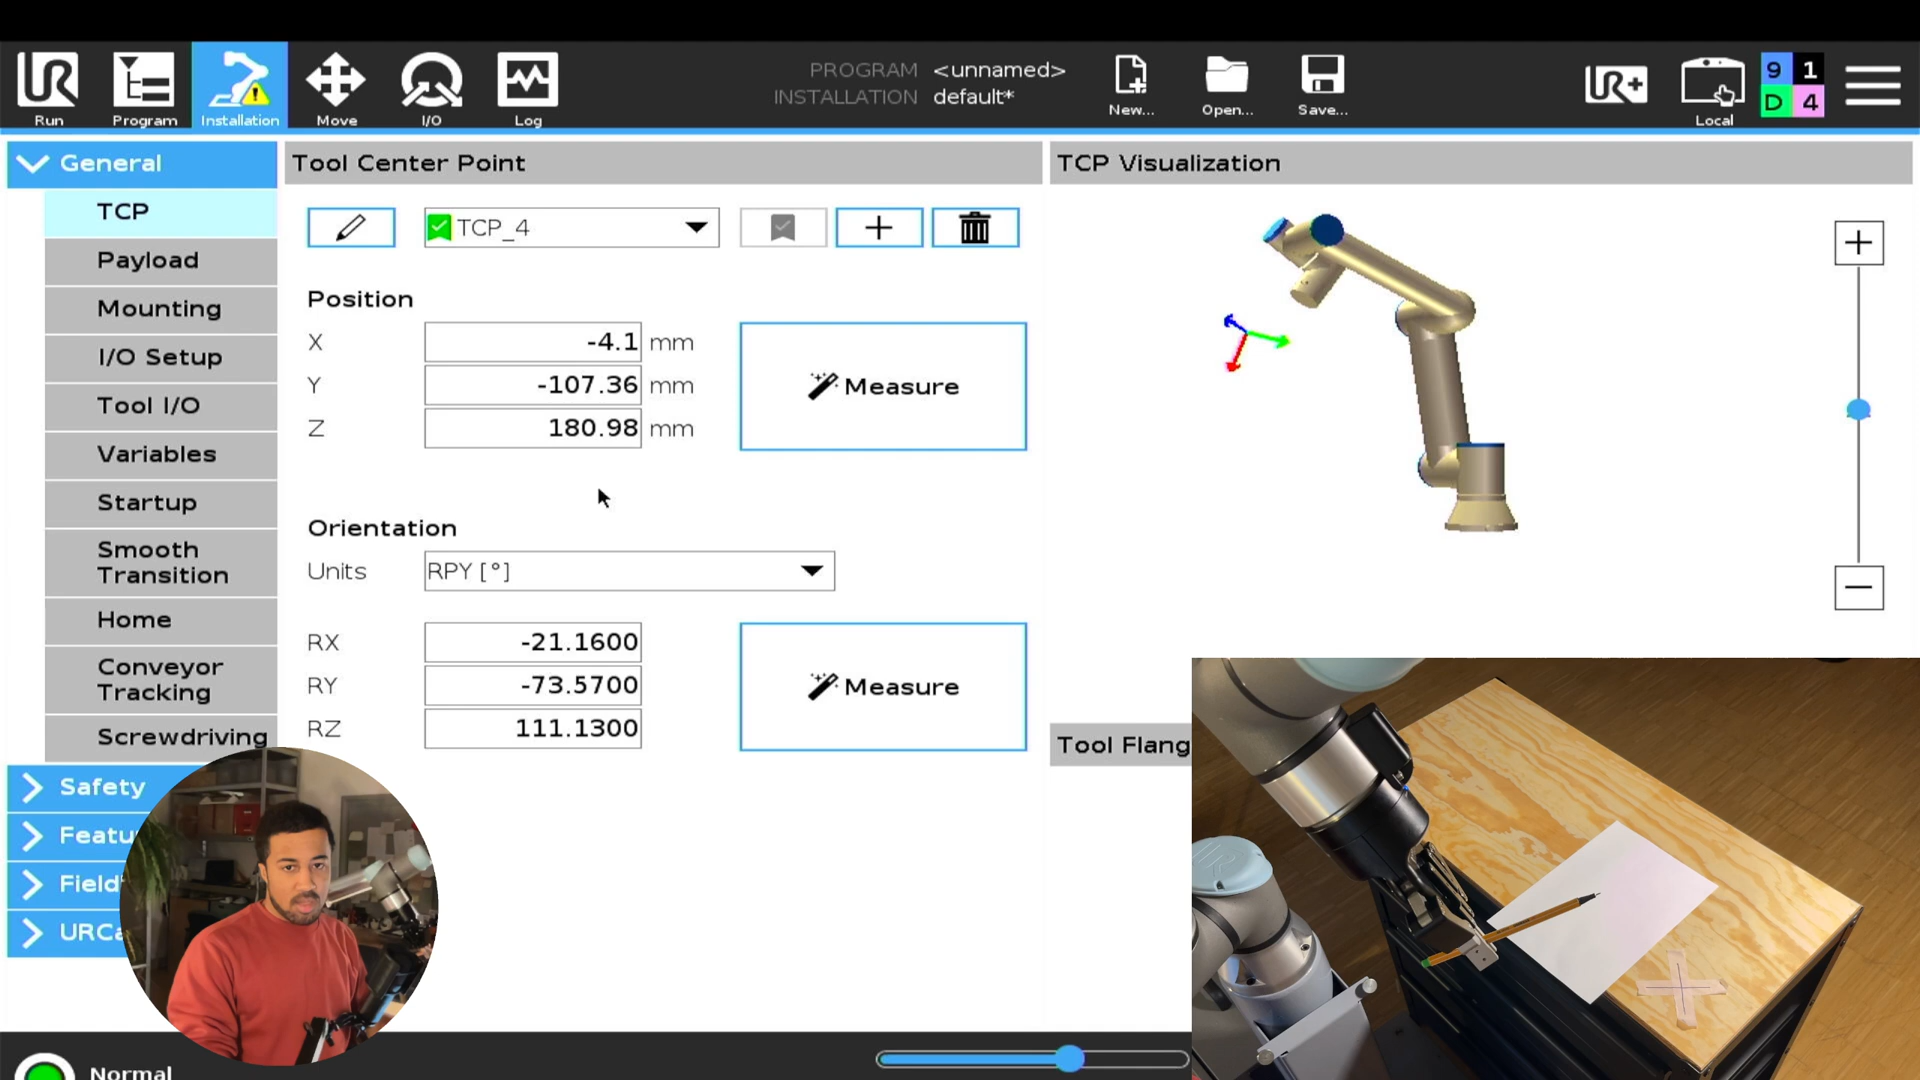 UR
Run
Program
Installation
Move
I/O
Log
PROGRAM <unnamed>
INSTALLATION default*
New...
Open...
Save...
UR+
Local
9 1
D 4
General
TCP
Payload
Mounting
I/O Setup
Tool I/O
Variables
Startup
Smooth
Transition
Home
Conveyor
Tracking
Screwdriving
Safety
Featu
Field
URCa
Tool Center Point
TCP_4
Position
X -4.1 mm
Y -107.36 mm
Z 180.98 mm
Measure
Orientation
Units RPY [°]
RX -21.1600
RY -73.5700
RZ 111.1300
Measure
TCP Visualization
Tool Flang
Normal